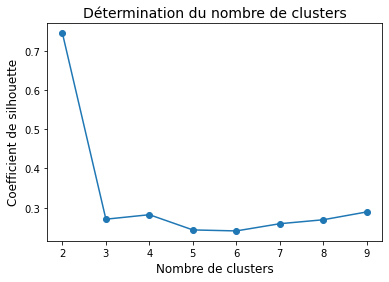 Détermination du nombre de clusters
Coefficient de silhouette
0.7
0.6
0.5
0.4
0.3
2 3 4 5 6 7 8 9
Nombre de clusters